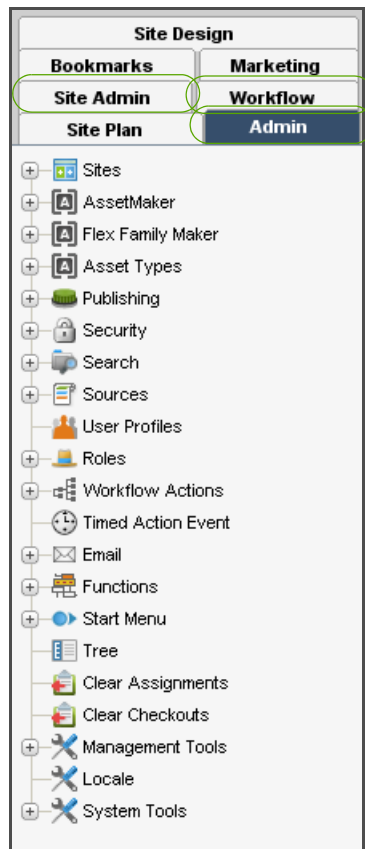 Site Design
Bookmarks Marketing
Site Admin Workflow
Site Plan Admin
Sites
AssetMaker
Flex Family Maker
Asset Types
Publishing
Security
Search
Sources
User Profiles
Roles
Workflow Actions
Timed Action Event
Email
Functions
Start Menu
Tree
Clear Assignments
Clear Checkouts
Management Tools
Locale
System Tools